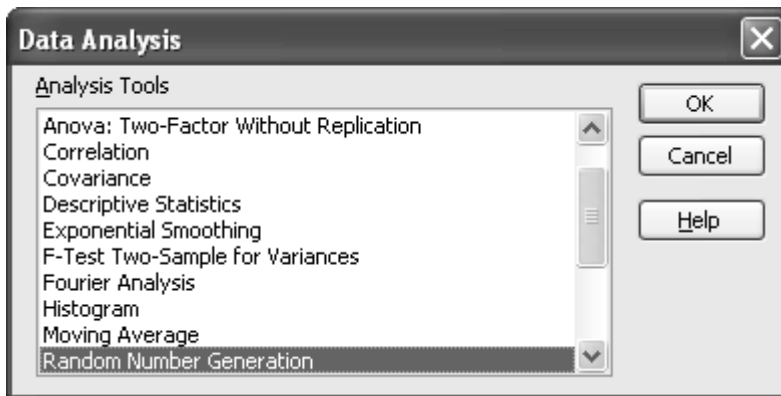 Data Analysis
Analysis Tools
Anova: Two-Factor Without Replication
Correlation
Covariance
Descriptive Statistics
Exponential Smoothing
F-Test Two-Sample for Variances
Fourier Analysis
Histogram
Moving Average
Random Number Generation
OK
Cancel
Help